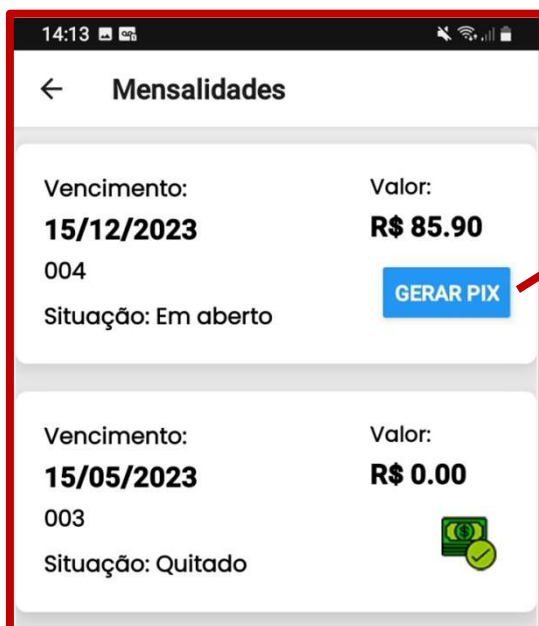 14:13
Mensalidades
Vencimento:
Valor:
15/12/2023
R$ 85.90
004
GERAR PIX
Situação: Em aberto
Vencimento:
Valor:
15/05/2023
R$ 0.00
003
Situação: Quitado